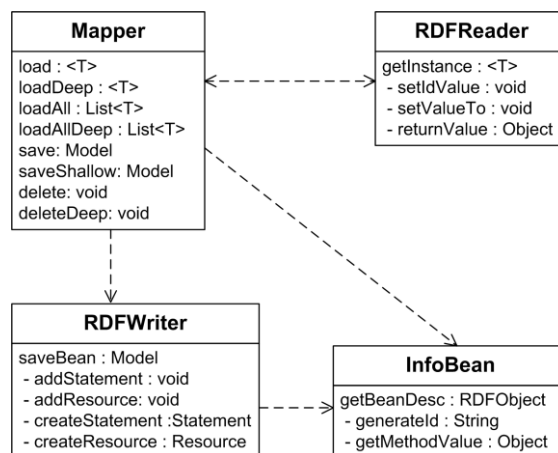 Mapper
load : <T>
loadDeep : <T>
loadAll : List<T>
loadAllDeep : List<T>
save: Model
saveShallow: Model
delete: void
deleteDeep: void
RDFReader
getInstance : <T>
- setIdValue : void
- setValueTo : void
- returnValue : Object
RDFWriter
saveBean : Model
- addStatement : void
- addResource: void
- createStatement :Statement
- createResource : Resource
InfoBean
getBeanDesc : RDFObject
- generateId : String
- getMethodValue : Object